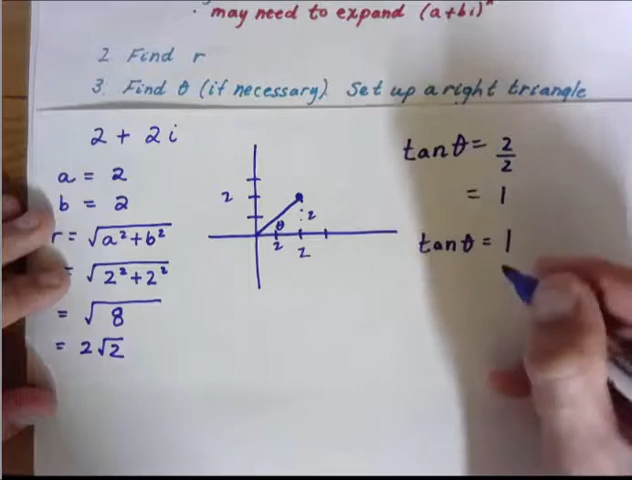 may need to expand (a+bi)ⁿ
2. Find r
3. Find θ (if necessary) Set up a right triangle
2 + 2i
a = 2
b = 2
r = √a²+b²
= √2²+2²
= √8
= 2√2
2
θ
2
2
2
tanθ = 2/2
= 1
tanθ = 1